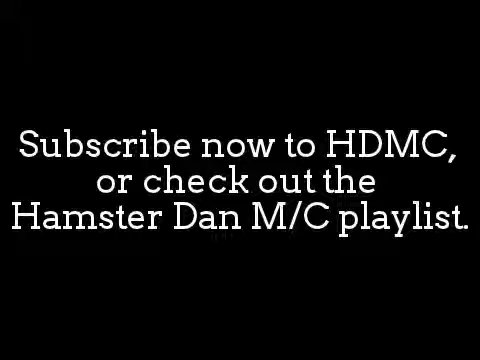 Subscribe now to HDMC,
or check out the
Hamster Dan M/C playlist.